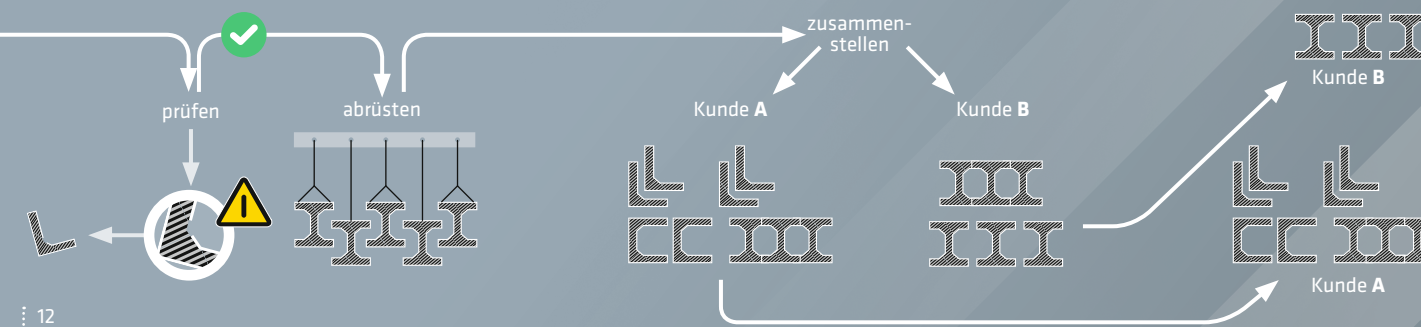 zusammen-
stellen
prüfen
abrüsten
Kunde A
Kunde B
Kunde B
Kunde A
12